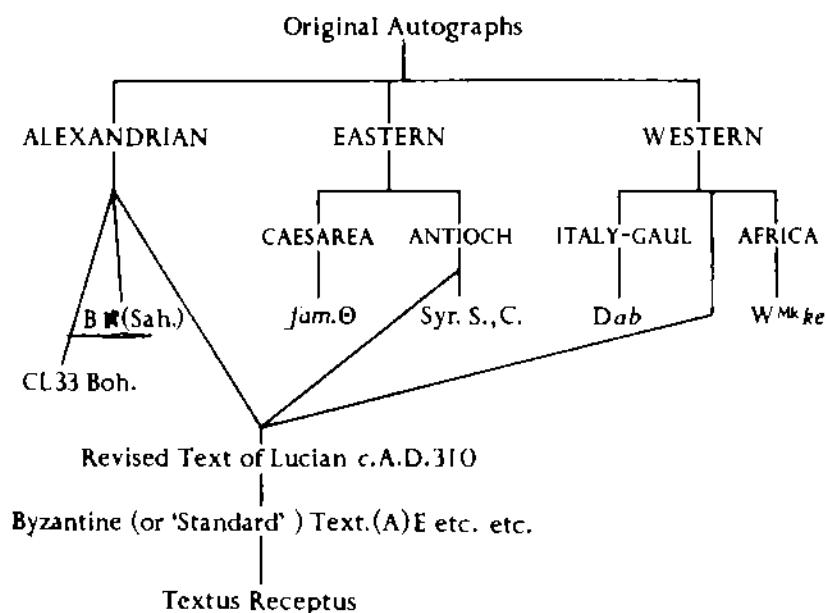 Original Autographs
ALEXANDRIAN EASTERN WESTERN
CAESAREA ANTIOCH ITALY-GAUL AFRICA
B א (Sah.) fam.Θ Syr. S., C. Dab W Mk ke
CL33 Boh.
Revised Text of Lucian c.A.D.310
Byzantine (or 'Standard' ) Text.(A)E etc. etc.
Textus Receptus